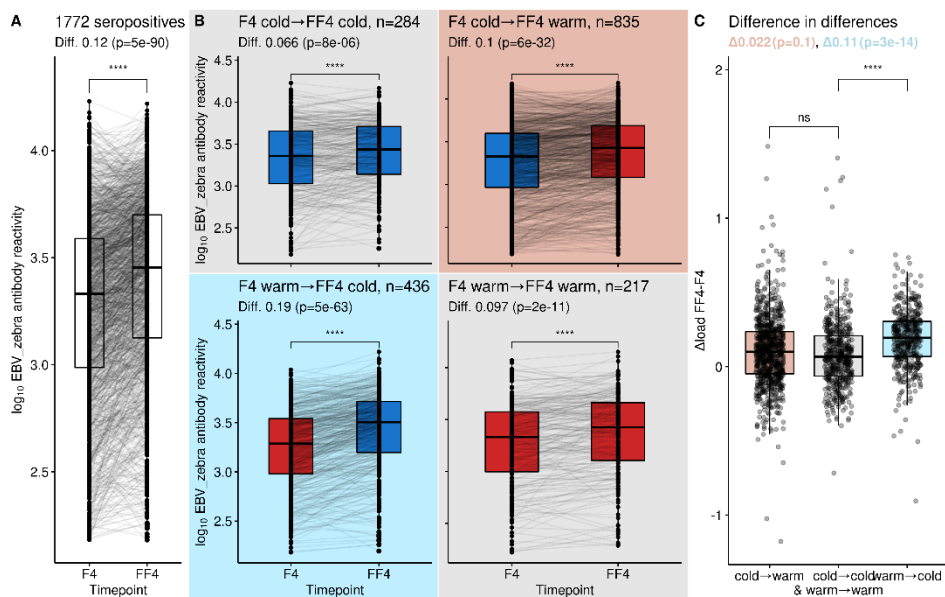 A
1772 seropositives
Diff. 0.12 (p=5e-90)
****
log10 EBV_zebra antibody reactivity
4.0
3.5
3.0
2.5
F4
FF4
Timepoint
B
F4 cold→FF4 cold, n=284
Diff. 0.066 (p=8e-06)
****
log10 EBV_zebra antibody reactivity
4.5
4.0
3.5
3.0
2.5
F4 cold→FF4 warm, n=835
Diff. 0.1 (p=6e-32)
****
F4 warm→FF4 cold, n=436
Diff. 0.19 (p=5e-63)
****
log10 EBV_zebra antibody reactivity
4.5
4.0
3.5
3.0
2.5
F4
FF4
Timepoint
F4 warm→FF4 warm, n=217
Diff. 0.097 (p=2e-11)
****
F4
FF4
Timepoint
C
Difference in differences
Δ0.022(p=0.1), Δ0.11(p=3e-14)
****
ns
Δload FF4-F4
2
1
0
-1
cold→warm
cold→cold
& warm→warm
warm→cold